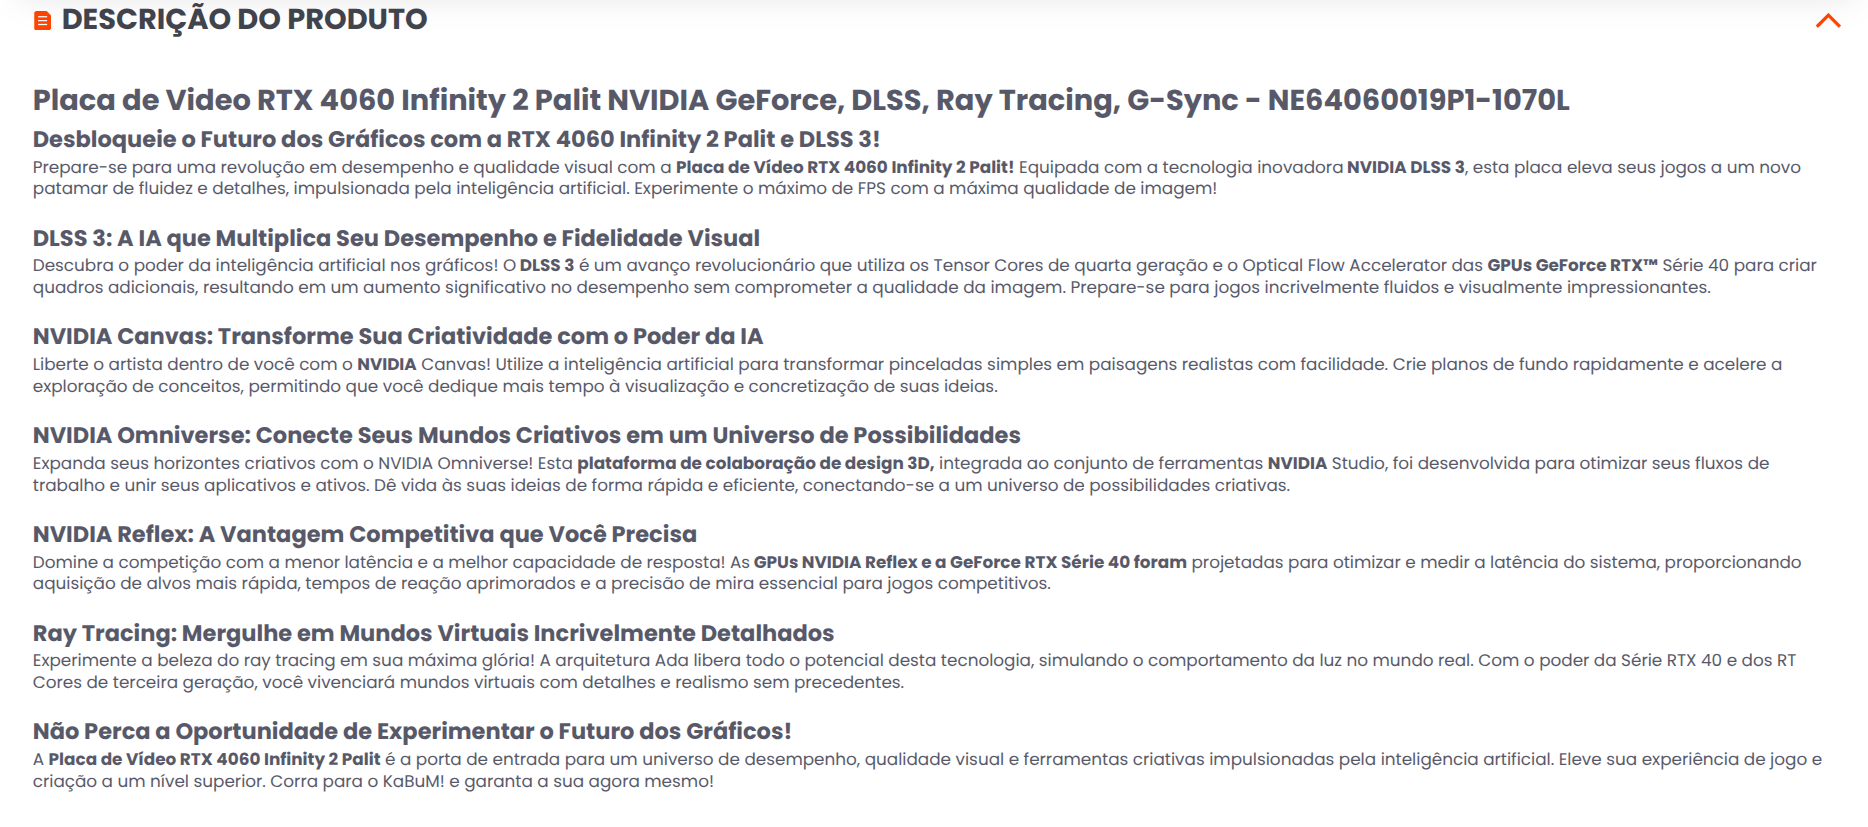 DESCRIÇÃO DO PRODUTO
Placa de Video RTX 4060 Infinity 2 Palit NVIDIA GeForce, DLSS, Ray Tracing, G-Sync - NE64060019P1-1070L
Desbloqueie o Futuro dos Gráficos com a RTX 4060 Infinity 2 Palit e DLSS 3!
Prepare-se para uma revolução em desempenho e qualidade visual com a Placa de Vídeo RTX 4060 Infinity 2 Palit! Equipada com a tecnologia inovadora NVIDIA DLSS 3, esta placa eleva seus jogos a um novo
patamar de fluidez e detalhes, impulsionada pela inteligência artificial. Experimente o máximo de FPS com a máxima qualidade de imagem!
DLSS 3: A IA que Multiplica Seu Desempenho e Fidelidade Visual
Descubra o poder da inteligência artificial nos gráficos! O DLSS 3 é um avanço revolucionário que utiliza os Tensor Cores de quarta geração e o Optical Flow Accelerator das GPUs GeForce RTX™ Série 40 para criar
quadros adicionais, resultando em um aumento significativo no desempenho sem comprometer a qualidade da imagem. Prepare-se para jogos incrivelmente fluidos e visualmente impressionantes.
NVIDIA Canvas: Transforme Sua Criatividade com o Poder da IA
Liberte o artista dentro de você com o NVIDIA Canvas! Utilize a inteligência artificial para transformar pinceladas simples em paisagens realistas com facilidade. Crie planos de fundo rapidamente e acelere a
exploração de conceitos, permitindo que você dedique mais tempo à visualização e concretização de suas ideias.
NVIDIA Omniverse: Conecte Seus Mundos Criativos em um Universo de Possibilidades
Expanda seus horizontes criativos com o NVIDIA Omniverse! Esta plataforma de colaboração de design 3D, integrada ao conjunto de ferramentas NVIDIA Studio, foi desenvolvida para otimizar seus fluxos de
trabalho e unir seus aplicativos e ativos. Dê vida às suas ideias de forma rápida e eficiente, conectando-se a um universo de possibilidades criativas.
NVIDIA Reflex: A Vantagem Competitiva que Você Precisa
Domine a competição com a menor latência e a melhor capacidade de resposta! As GPUs NVIDIA Reflex e a GeForce RTX Série 40 foram projetadas para otimizar e medir a latência do sistema, proporcionando
aquisição de alvos mais rápida, tempos de reação aprimorados e a precisão de mira essencial para jogos competitivos.
Ray Tracing: Mergulhe em Mundos Virtuais Incrivelmente Detalhados
Experimente a beleza do ray tracing em sua máxima glória! A arquitetura Ada libera todo o potencial desta tecnologia, simulando o comportamento da luz no mundo real. Com o poder da Série RTX 40 e dos RT
Cores de terceira geração, você vivenciará mundos virtuais com detalhes e realismo sem precedentes.
Não Perca a Oportunidade de Experimentar o Futuro dos Gráficos!
A Placa de Vídeo RTX 4060 Infinity 2 Palit é a porta de entrada para um universo de desempenho, qualidade visual e ferramentas criativas impulsionadas pela inteligência artificial. Eleve sua experiência de jogo e
criação a um nível superior. Corra para o KaBuM! e garanta a sua agora mesmo!